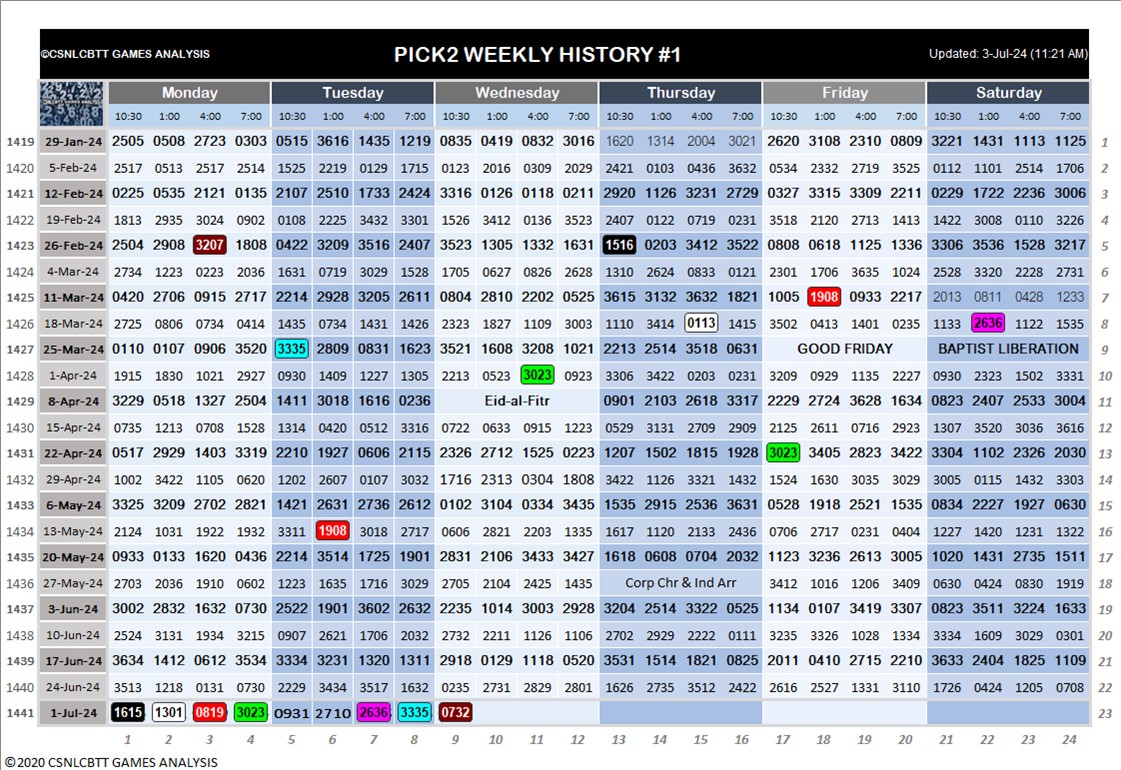 ©CSNLCBTT GAMES ANALYSIS PICK2 WEEKLY HISTORY #1 Updated: 3-Jul-24 (11:21 AM)
Monday Tuesday Wednesday Thursday Friday Saturday
10:30 1:00 4:00 7:00 10:30 1:00 4:00 7:00 10:30 1:00 4:00 7:00 10:30 1:00 4:00 7:00 10:30 1:00 4:00 7:00 10:30 1:00 4:00 7:00
1419 29-Jan-24 2505 0508 2723 0303 0515 3616 1435 1219 0835 0419 0832 3016 1620 1314 2004 3021 2620 3108 2310 0809 3221 1431 1113 1125 1
1420 5-Feb-24 2517 0513 2517 2514 1525 2219 0129 1715 0123 2016 0309 2029 2421 0103 0436 3632 0534 2332 2719 3525 0112 1101 2514 1706 2
1421 12-Feb-24 0225 0535 2121 0135 2107 2510 1733 2424 3316 0126 0118 0211 2920 1126 3231 2729 0327 3315 3309 2211 0229 1722 2236 3006 3
1422 19-Feb-24 1813 2935 3024 0902 0108 2225 3432 3301 1526 3412 0136 3523 2407 0122 0719 0231 3518 2120 2713 1413 1422 3008 0110 3226 4
1423 26-Feb-24 2504 2908 3207 1808 0422 3209 3516 2407 3523 1305 1332 1631 1516 0203 3412 3522 0808 0618 1125 1336 3306 3536 1528 3217 5
1424 4-Mar-24 2734 1223 0223 2036 1631 0719 3029 1528 1705 0627 0826 2628 1310 2624 0833 0121 2301 1706 3635 1024 2528 3320 2228 2731 6
1425 11-Mar-24 0420 2706 0915 2717 2214 2928 3205 2611 0804 2810 2202 0525 3615 3132 3632 1821 1005 1908 0933 2217 2013 0811 0428 1233 7
1426 18-Mar-24 2725 0806 0734 0414 1435 0734 1431 1426 2323 1827 1109 3003 1110 3414 0113 1415 3502 0413 1401 0235 1133 2636 1122 1535 8
1427 25-Mar-24 0110 0107 0906 3520 3335 2809 0831 1623 3521 1608 3208 1021 2213 2514 3518 0631 GOOD FRIDAY BAPTIST LIBERATION 9
1428 1-Apr-24 1915 1830 1021 2927 0930 1409 1227 1305 2213 0523 3023 0923 3306 3422 0203 0231 3209 0929 1135 2227 0930 0223 1502 3331 10
1429 8-Apr-24 3229 0518 1327 2504 1411 3018 1616 0236 Eid-al-Fitr 0901 2103 2618 3317 2229 2724 3628 1634 0823 2407 2533 3004 11
1430 15-Apr-24 0735 1213 0708 1528 1314 0420 0512 3316 0722 0633 0915 1223 0529 3131 2709 2909 2125 2611 0716 2923 1307 3520 3036 3616 12
1431 22-Apr-24 0517 2929 1403 3319 2210 1927 0606 2115 2326 2712 1525 0223 1207 1502 1815 1928 3023 3405 2823 3422 3304 1102 2326 2030 13
1432 29-Apr-24 1002 3422 1105 0620 1202 2607 0107 3032 1716 2313 0304 1808 3422 1126 3321 1432 1524 1630 3035 3029 3005 0115 1432 3303 14
1433 6-May-24 3325 3209 2702 2821 1421 2631 2736 2612 0102 3104 0334 3435 1535 2915 2536 3631 0528 1918 2521 1535 0834 2227 1927 0630 15
1434 13-May-24 2124 1031 1922 1932 3311 1908 3018 2717 0606 2821 2203 1335 1617 1120 2133 2436 0706 2717 0231 0404 1227 1420 1231 1322 16
1435 20-May-24 0933 0133 1620 0436 2214 3514 1725 1901 2831 2106 3433 3427 1618 0608 0704 2032 1123 3236 2613 3005 1020 1431 2735 1511 17
1436 27-May-24 2703 2036 1910 0602 1223 1635 1716 3029 2705 2104 2425 1435 Corp Chr & Ind Arr 3412 1016 1206 3409 0630 0424 0830 1919 18
1437 3-Jun-24 3002 2832 1632 0730 2522 1901 3602 2632 2235 1014 3003 2928 3204 2514 3322 0525 1134 0107 3419 3307 0823 3511 3224 1633 19
1438 10-Jun-24 2524 3131 1934 3215 0907 2621 1706 2032 2732 2211 1126 1106 2702 2929 2222 0111 3235 3326 1028 1334 3334 1609 3029 0301 20
1439 17-Jun-24 3634 1412 0612 3534 3334 3231 1320 1311 2918 0129 1118 0520 3531 1514 1821 0825 2011 0410 2715 2210 3633 2404 1825 1109 21
1440 24-Jun-24 3513 1218 0131 0730 2229 3434 3517 1632 0235 2731 2829 2801 1626 2735 3512 2422 2616 2527 1331 3110 1726 0424 1205 0708 22
1441 1-Jul-24 1615 1301 0819 3023 0931 2710 2636 3335 0732 23
1 2 3 4 5 6 7 8 9 10 11 12 13 14 15 16 17 18 19 20 21 22 23 24
©2020 CSNLCBTT GAMES ANALYSIS